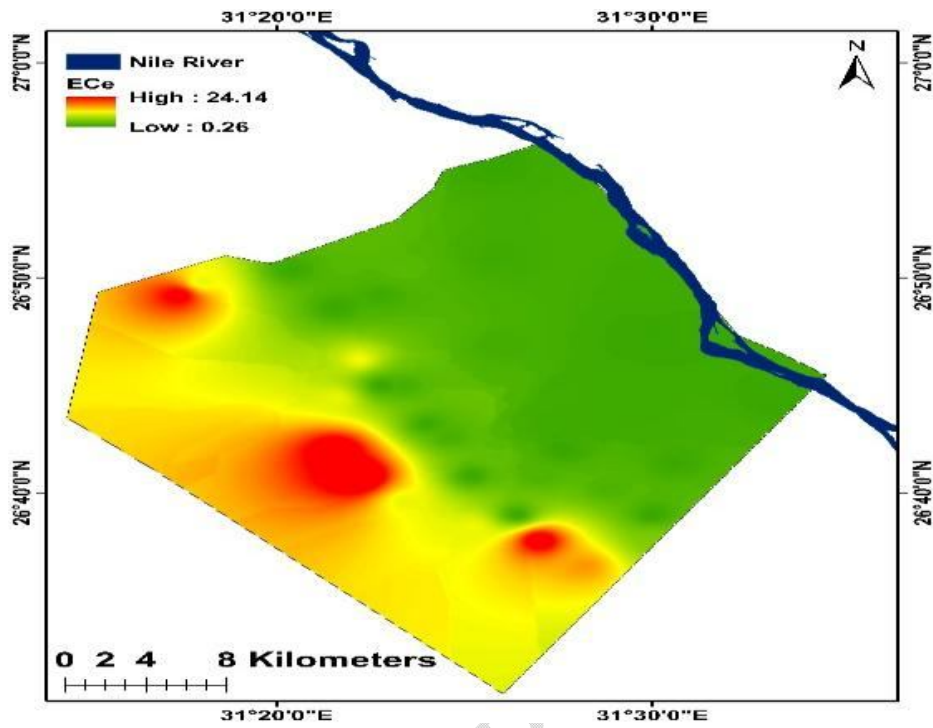 31°20'0"E 31°30'0"E
Nile River
ECe
High : 24.14
Low : 0.26
N
27°0'0"N 27°0'0"N
26°50'0"N 26°50'0"N
26°40'0"N 26°40'0"N
0 2 4 8 Kilometers
31°20'0"E 31°30'0"E